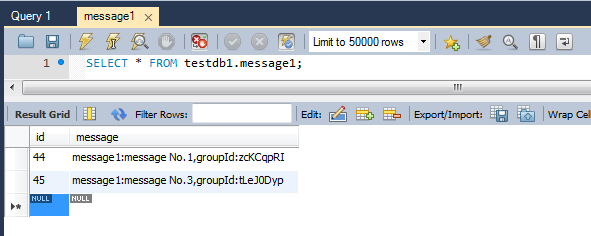 Query 1 message1
Limit to 50000 rows
1 SELECT * FROM testdb1.message1;
Result Grid Filter Rows: Edit: Export/Import: Wrap Cel
id message
44 message1:message No.1,groupId:zcKCqpRI
45 message1:message No.3,groupId:tLeJ0Dyp
NULL NULL